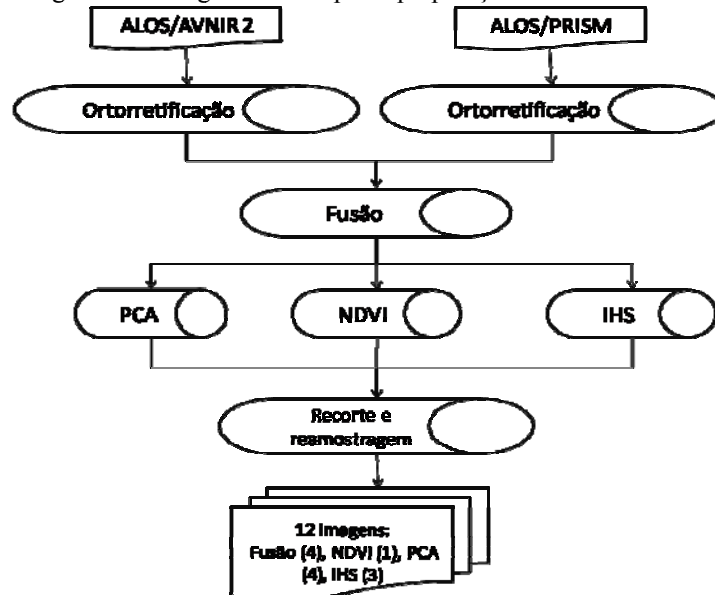 ALOS/AVNIR 2
ALOS/PRISM
Ortorretificação
Ortorretificação
Fusão
PCA
NDVI
IHS
Recorte e
reamostragem
12 imagens:
Fusão (4), NDVI (1), PCA
(4), IHS (3)